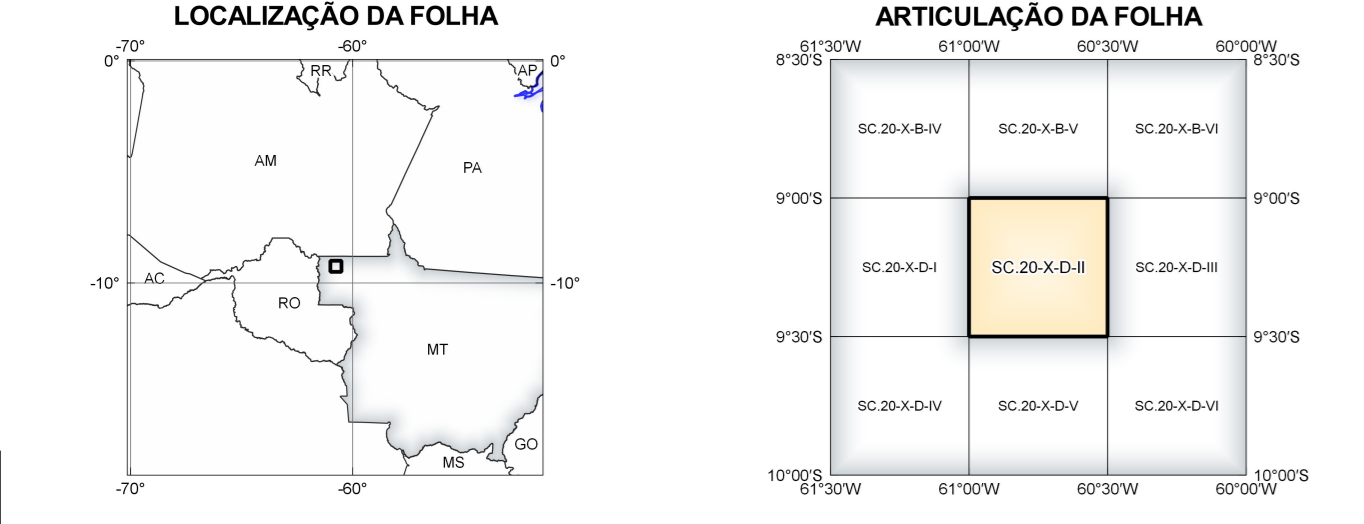 LOCALIZAÇÃO DA FOLHA
-70° -60°
0° 0°
RR AP
AM PA
AC
-10° -10°
RO
MT
GO
MS
-70° -60°
ARTICULAÇÃO DA FOLHA
61°30'W 61°00'W 60°30'W 60°00'W
8°30'S 8°30'S
SC.20-X-B-IV SC.20-X-B-V SC.20-X-B-VI
9°00'S 9°00'S
SC.20-X-D-I SC.20-X-D-II SC.20-X-D-III
9°30'S 9°30'S
SC.20-X-D-IV SC.20-X-D-V SC.20-X-D-VI
10°00'S 10°00'S
61°30'W 61°00'W 60°30'W 60°00'W